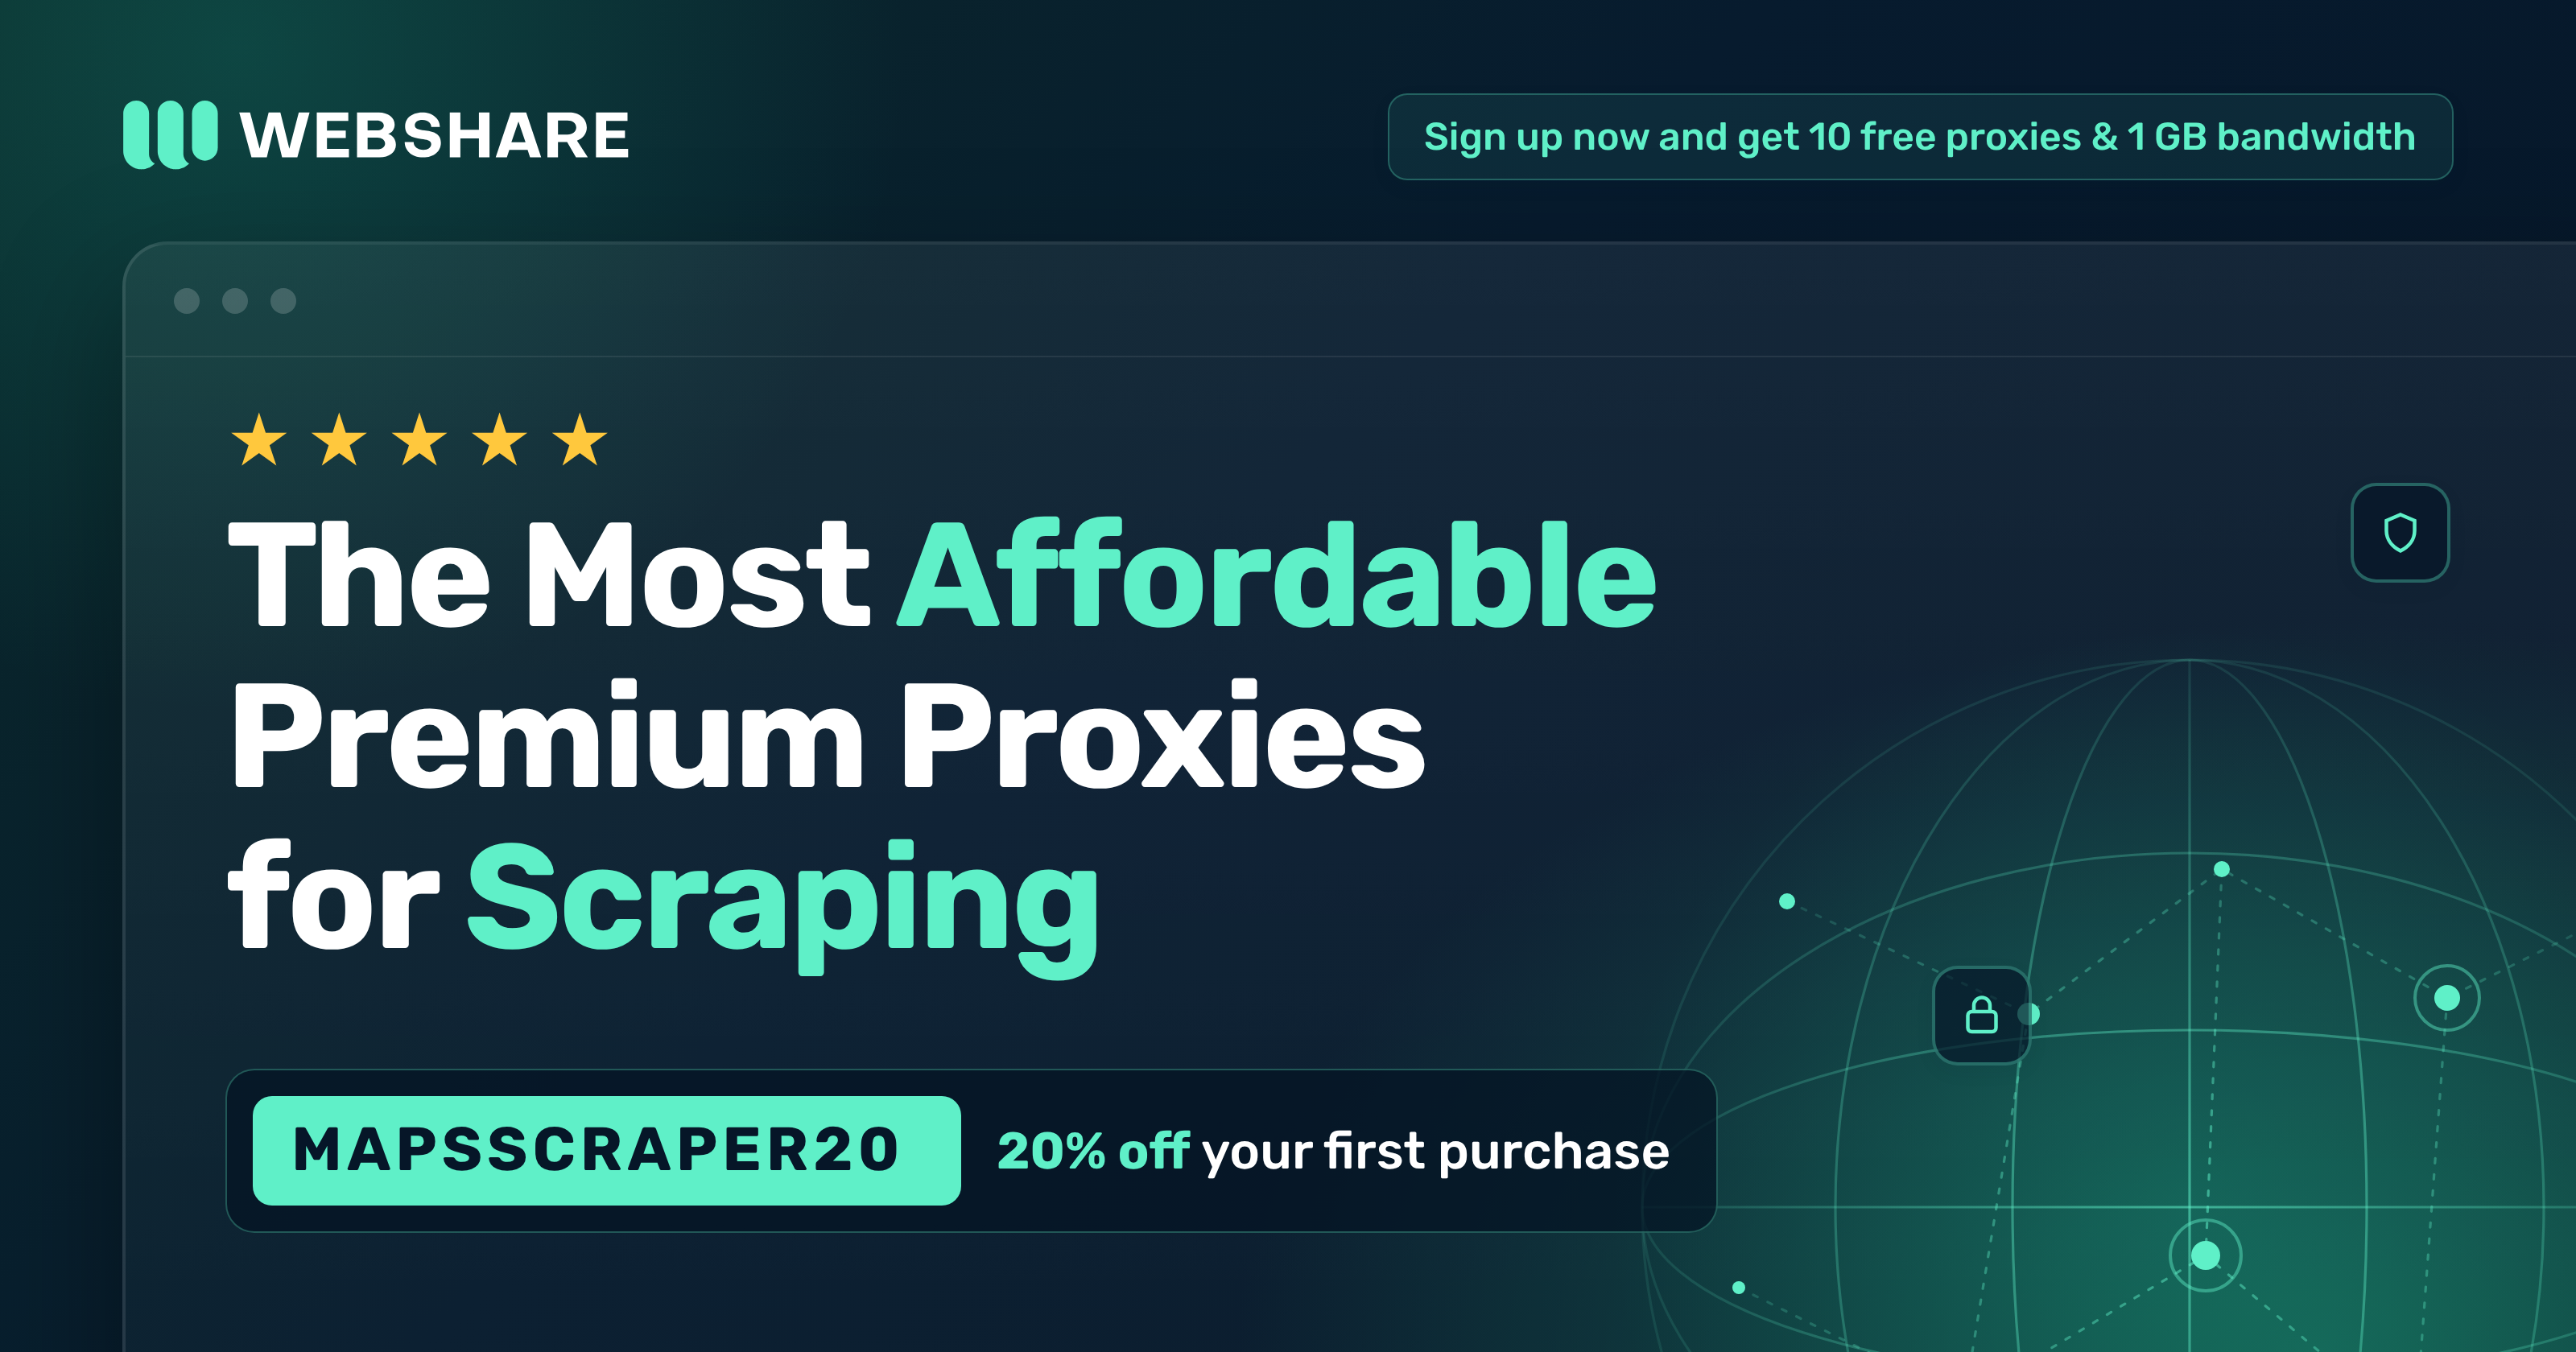 WEBSHARE
Sign up now and get 10 free proxies & 1 GB bandwidth
The Most Affordable
Premium Proxies
for Scraping
MAPSSCRAPER20
20% off your first purchase